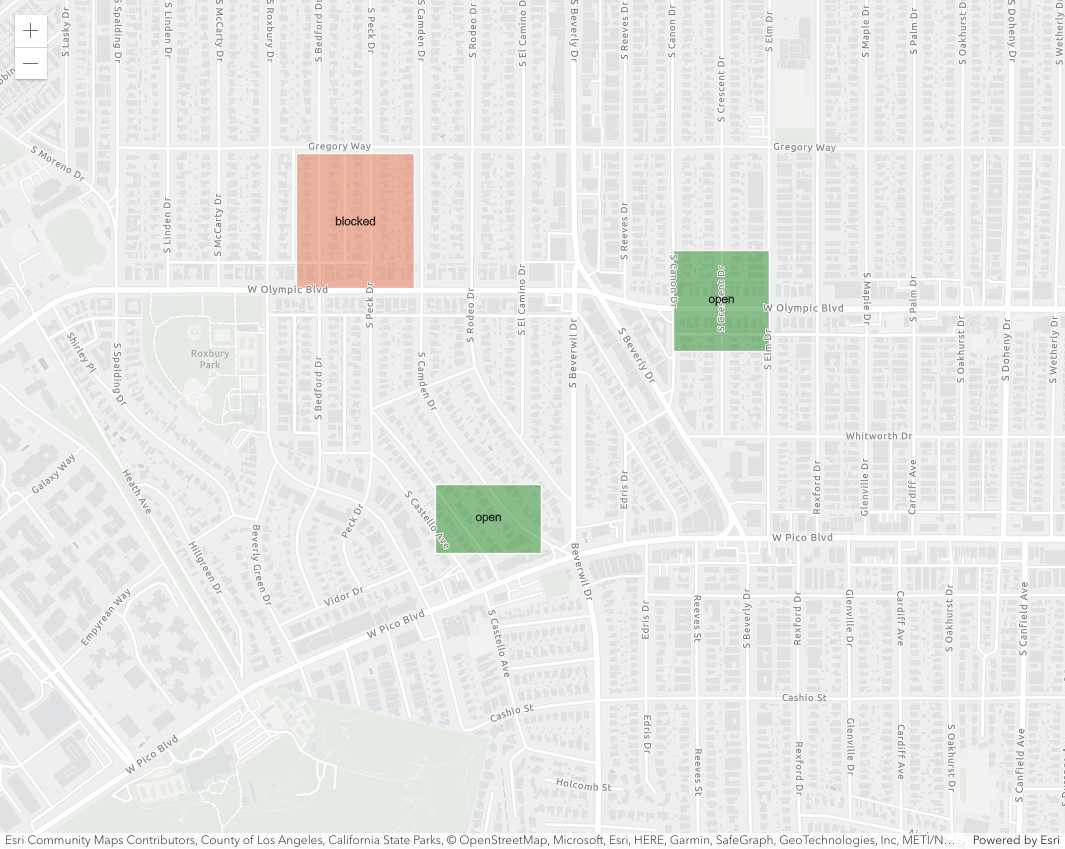 S Lasky Dr
S Spalding Dr
S Linden Dr
S McCarty Dr
S Roxbury Dr
S Bedford Dr
S Peck Dr
S Camden Dr
S Rodeo Dr
S El Camino Dr
S Beverly Dr
S Reeves Dr
S Canon Dr
S Crescent Dr
S Elm Dr
S Maple Dr
S Palm Dr
S Oakhurst Dr
S Doheny Dr
S Wetherly Dr
S Moreno Dr
Gregory Way
Gregory Way
blocked
S Linden Dr
S McCarty Dr
S Reeves Dr
W Olympic Blvd
S Peck Dr
S Rodeo Dr
S El Camino Dr
S Canon Dr
S Crescent Dr
open
W Olympic Blvd
S Maple Dr
S Palm Dr
S Elm Dr
S Oakhurst Dr
S Doheny Dr
S Wetherly Dr
Shirley Pl
S Spalding Dr
Roxbury
Park
S Bedford Dr
S Camden Dr
S Beverwil Dr
S Beverly Dr
Whitworth Dr
Galaxy Way
Heath Ave
S Castello Ave
open
Edris Dr
Rexford Dr
Glenville Dr
Cardiff Ave
Peck Dr
Beverly Green Dr
Hillgreen Dr
W Pico Blvd
Beverwil Dr
Vidor Dr
Empyrean Way
W Pico Blvd
S Castello Ave
Edris Dr
Reeves St
S Beverly Dr
Rexford Dr
Glenville Dr
Cardiff Ave
S Oakhurst Dr
S Canfield Ave
Cashio St
Cashio St
W Pico Blvd
Edris Dr
Reeves St
Rexford Dr
Glenville Dr
Cardiff Ave
S Oakhurst Dr
S Canfield Ave
Holcomb St
Esri Community Maps Contributors, County of Los Angeles, California State Parks, © OpenStreetMap, Microsoft, Esri, HERE, Garmin, SafeGraph, GeoTechnologies, Inc, METI/N…
Powered by Esri